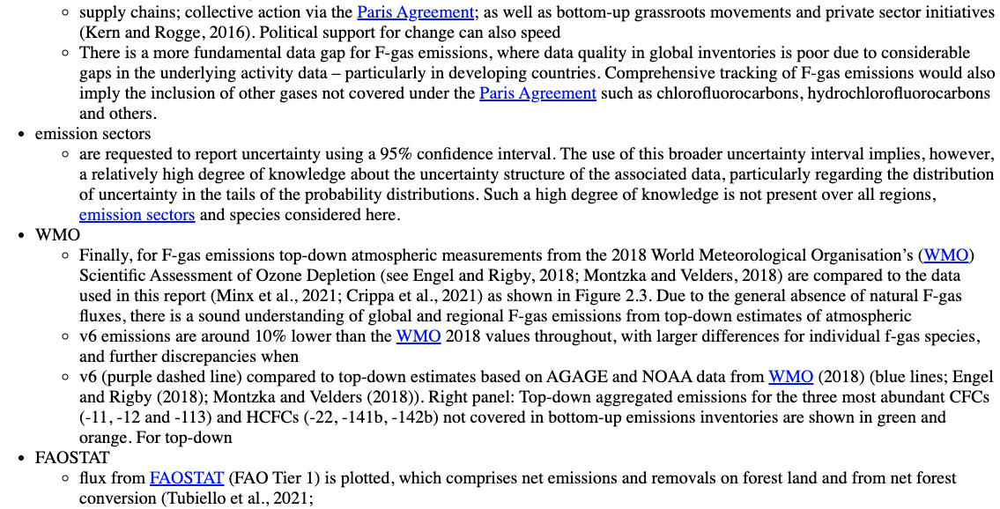 supply chains; collective action via the Paris Agreement; as well as bottom-up grassroots movements and private sector initiatives
(Kern and Rogge, 2016). Political support for change can also speed
There is a more fundamental data gap for F-gas emissions, where data quality in global inventories is poor due to considerable
gaps in the underlying activity data – particularly in developing countries. Comprehensive tracking of F-gas emissions would also
imply the inclusion of other gases not covered under the Paris Agreement such as chlorofluorocarbons, hydrochlorofluorocarbons
and others.
emission sectors
are requested to report uncertainty using a 95% confidence interval. The use of this broader uncertainty interval implies, however,
a relatively high degree of knowledge about the uncertainty structure of the associated data, particularly regarding the distribution
of uncertainty in the tails of the probability distributions. Such a high degree of knowledge is not present over all regions,
emission sectors and species considered here.
WMO
Finally, for F-gas emissions top-down atmospheric measurements from the 2018 World Meteorological Organisation’s (WMO)
Scientific Assessment of Ozone Depletion (see Engel and Rigby, 2018; Montzka and Velders, 2018) are compared to the data
used in this report (Minx et al., 2021; Crippa et al., 2021) as shown in Figure 2.3. Due to the general absence of natural F-gas
fluxes, there is a sound understanding of global and regional F-gas emissions from top-down estimates of atmospheric
v6 emissions are around 10% lower than the WMO 2018 values throughout, with larger differences for individual f-gas species,
and further discrepancies when
v6 (purple dashed line) compared to top-down estimates based on AGAGE and NOAA data from WMO (2018) (blue lines; Engel
and Rigby (2018); Montzka and Velders (2018)). Right panel: Top-down aggregated emissions for the three most abundant CFCs
(-11, -12 and -113) and HCFCs (-22, -141b, -142b) not covered in bottom-up emissions inventories are shown in green and
orange. For top-down
FAOSTAT
flux from FAOSTAT (FAO Tier 1) is plotted, which comprises net emissions and removals on forest land and from net forest
conversion (Tubiello et al., 2021;